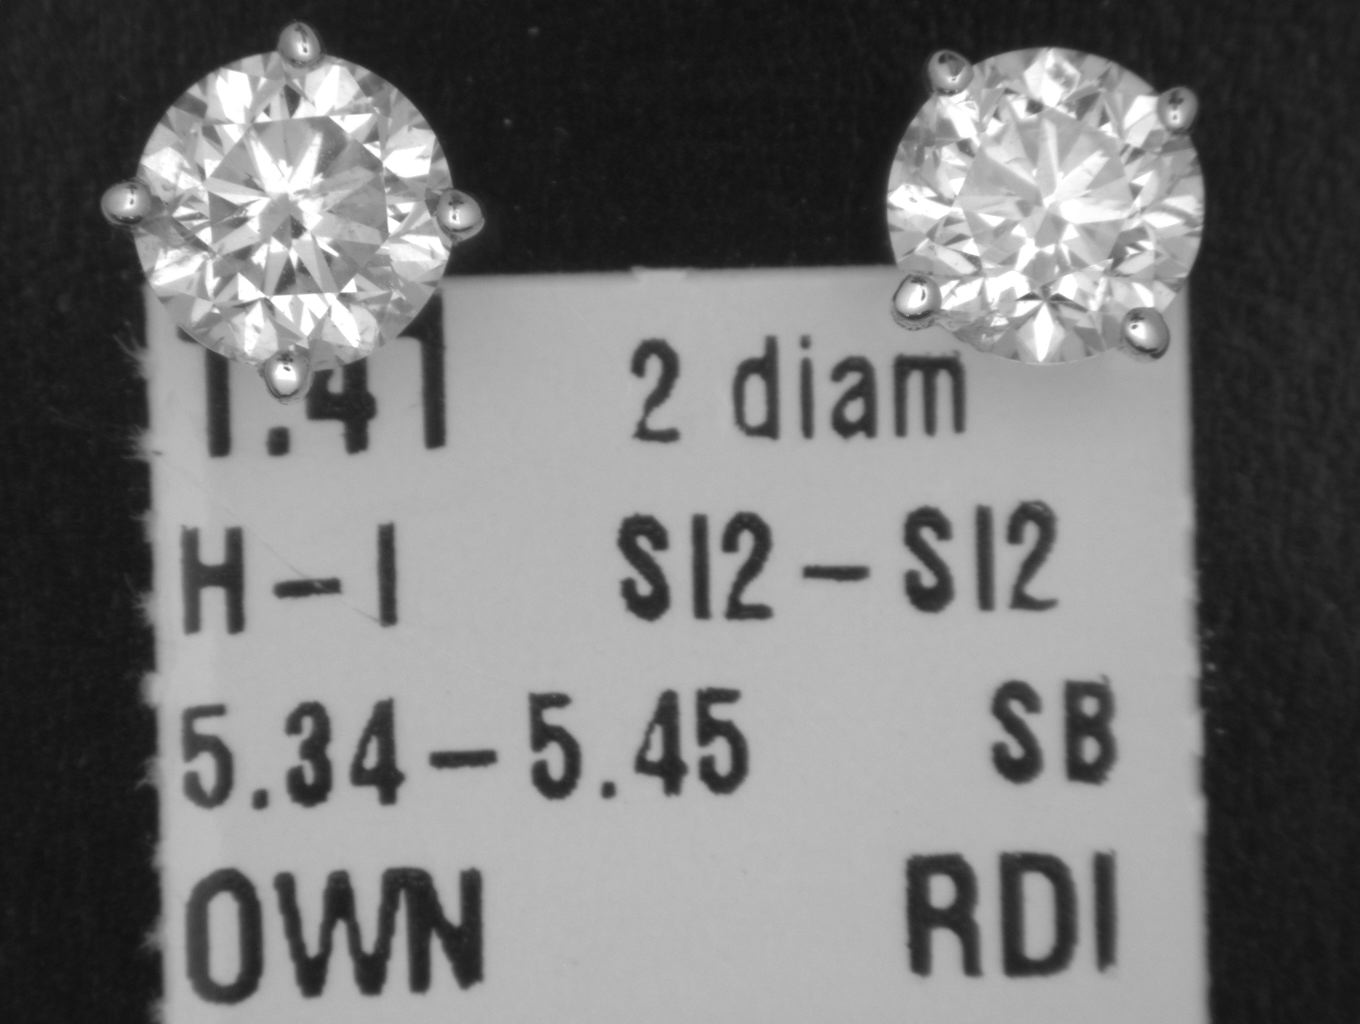 1.41 2 diam
H-I SI2-SI2
5.34-5.45 SB
OWN RDI